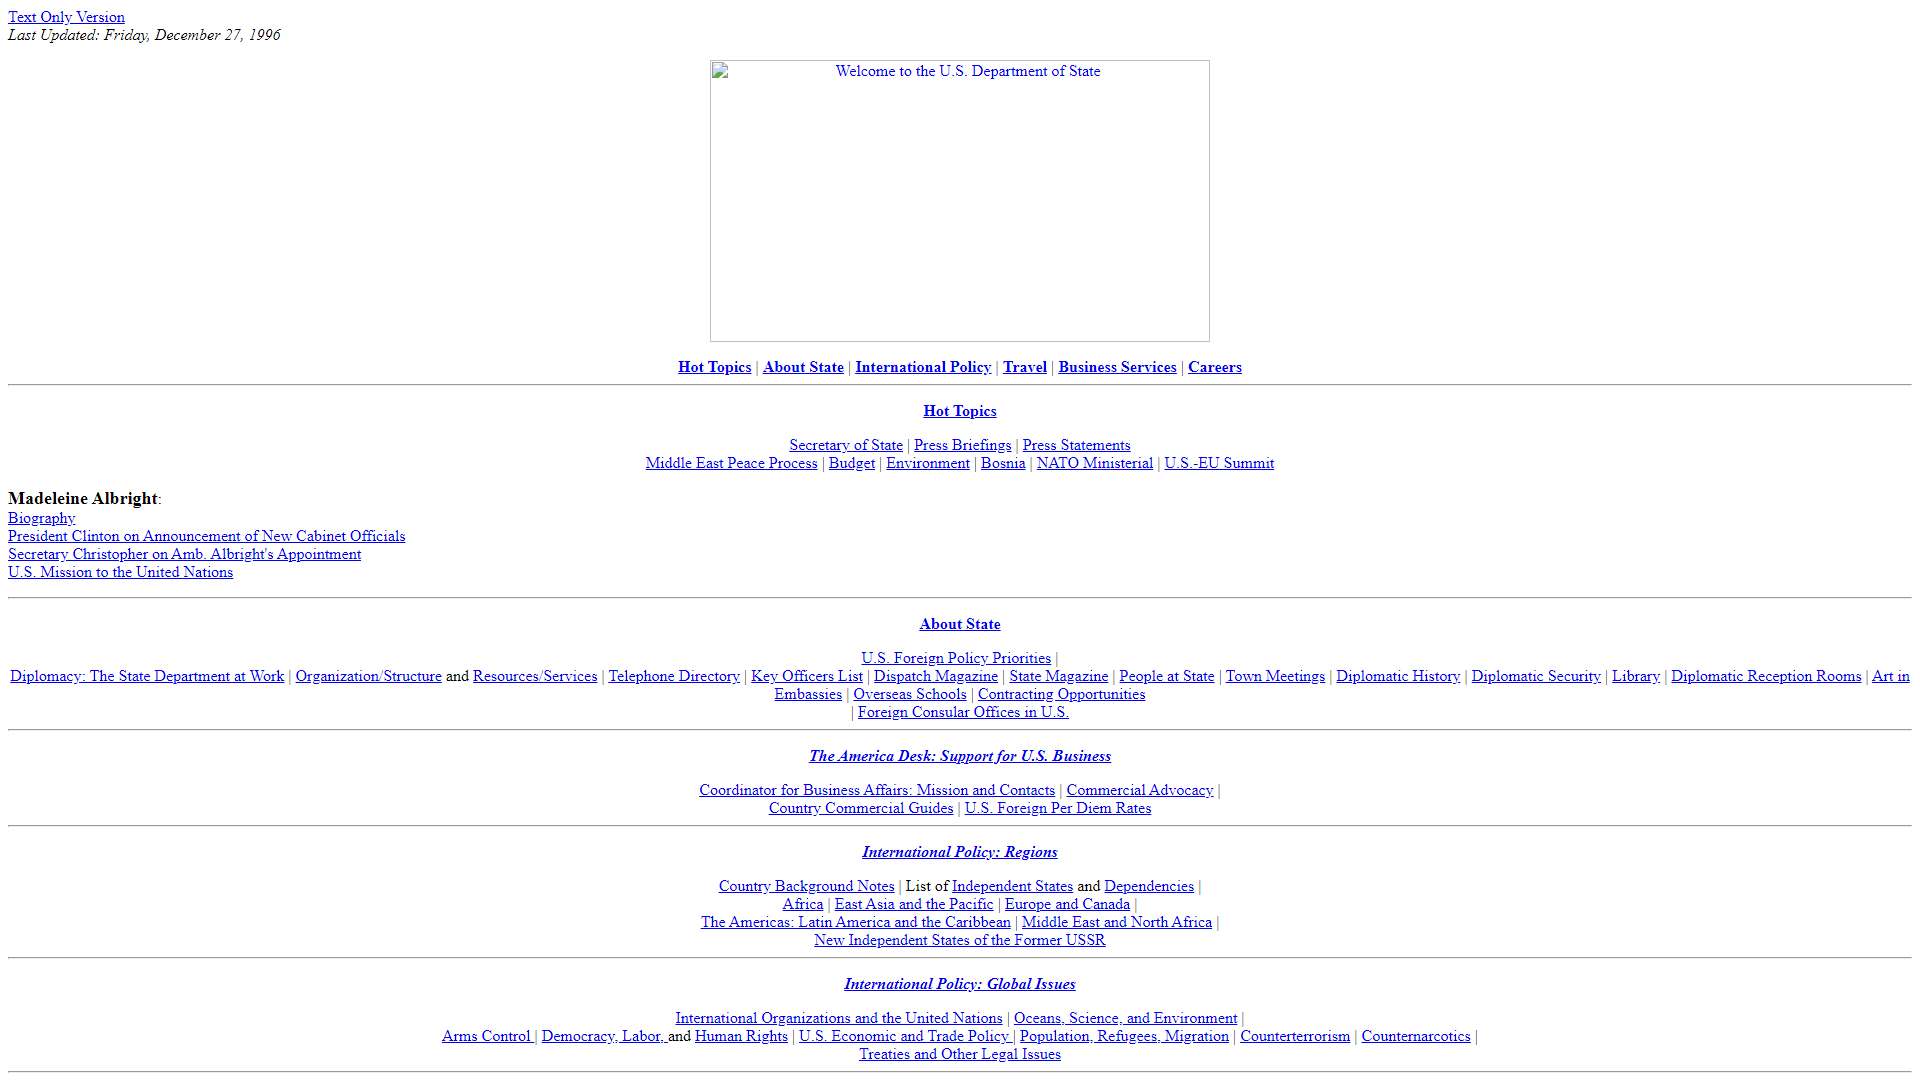 Text Only Version
Last Updated: Friday, December 27, 1996
Welcome to the U.S. Department of State
Hot Topics | About State | International Policy | Travel | Business Services | Careers
Hot Topics
Secretary of State | Press Briefings | Press Statements
Middle East Peace Process | Budget | Environment | Bosnia | NATO Ministerial | U.S.-EU Summit
Madeleine Albright:
Biography
President Clinton on Announcement of New Cabinet Officials
Secretary Christopher on Amb. Albright's Appointment
U.S. Mission to the United Nations
About State
U.S. Foreign Policy Priorities |
Diplomacy: The State Department at Work | Organization/Structure and Resources/Services | Telephone Directory | Key Officers List | Dispatch Magazine | State Magazine | People at State | Town Meetings | Diplomatic History | Diplomatic Security | Library | Diplomatic Reception Rooms | Art in
Embassies | Overseas Schools | Contracting Opportunities
| Foreign Consular Offices in U.S.
The America Desk: Support for U.S. Business
Coordinator for Business Affairs: Mission and Contacts | Commercial Advocacy |
Country Commercial Guides | U.S. Foreign Per Diem Rates
International Policy: Regions
Country Background Notes | List of Independent States and Dependencies |
Africa | East Asia and the Pacific | Europe and Canada |
The Americas: Latin America and the Caribbean | Middle East and North Africa |
New Independent States of the Former USSR
International Policy: Global Issues
International Organizations and the United Nations | Oceans, Science, and Environment |
Arms Control | Democracy, Labor, and Human Rights | U.S. Economic and Trade Policy | Population, Refugees, Migration | Counterterrorism | Counternarcotics |
Treaties and Other Legal Issues